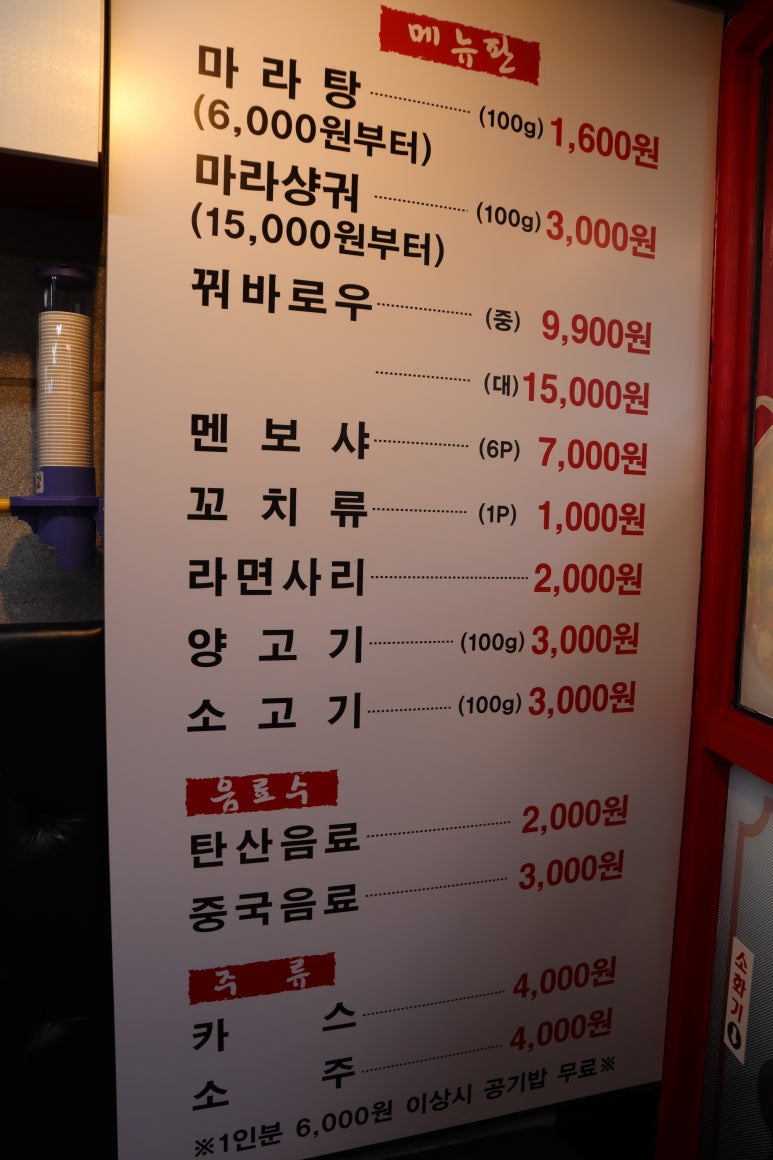 메뉴판
마라탕 (100g) 1,600원
(6,000원부터)
마라샹궈 (100g) 3,000원
(15,000원부터)
꿔바로우 (중) 9,900원
(대) 15,000원
멘보샤 (6P) 7,000원
꼬치류 (1P) 1,000원
라면사리 2,000원
양고기 (100g) 3,000원
소고기 (100g) 3,000원
음료수
탄산음료 2,000원
중국음료 3,000원
주류
카스 4,000원
소주 4,000원
※1인분 6,000원 이상시 공기밥 무료※
소화기